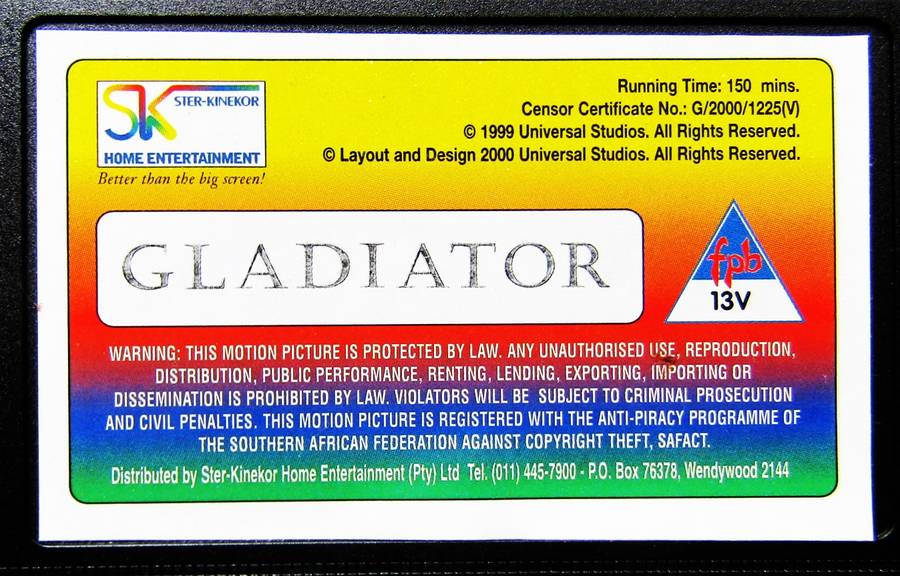 SK STER-KINEKOR
HOME ENTERTAINMENT
Better than the big screen!
Running Time: 150 mins.
Censor Certificate No.: G/2000/1225(V)
© 1999 Universal Studios. All Rights Reserved.
© Layout and Design 2000 Universal Studios. All Rights Reserved.
GLADIATOR
fpb
13V
WARNING: THIS MOTION PICTURE IS PROTECTED BY LAW. ANY UNAUTHORISED USE, REPRODUCTION,
DISTRIBUTION, PUBLIC PERFORMANCE, RENTING, LENDING, EXPORTING, IMPORTING OR
DISSEMINATION IS PROHIBITED BY LAW. VIOLATORS WILL BE SUBJECT TO CRIMINAL PROSECUTION
AND CIVIL PENALTIES. THIS MOTION PICTURE IS REGISTERED WITH THE ANTI-PIRACY PROGRAMME OF
THE SOUTHERN AFRICAN FEDERATION AGAINST COPYRIGHT THEFT, SAFACT.
Distributed by Ster-Kinekor Home Entertainment (Pty) Ltd Tel. (011) 445-7900 - P.O. Box 76378, Wendywood 2144